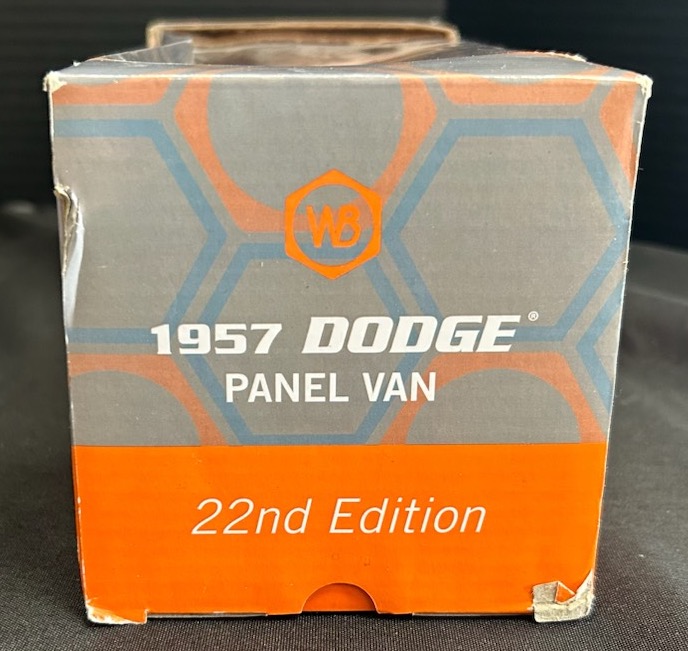 WB
1957 DODGE®
PANEL VAN
22nd Edition